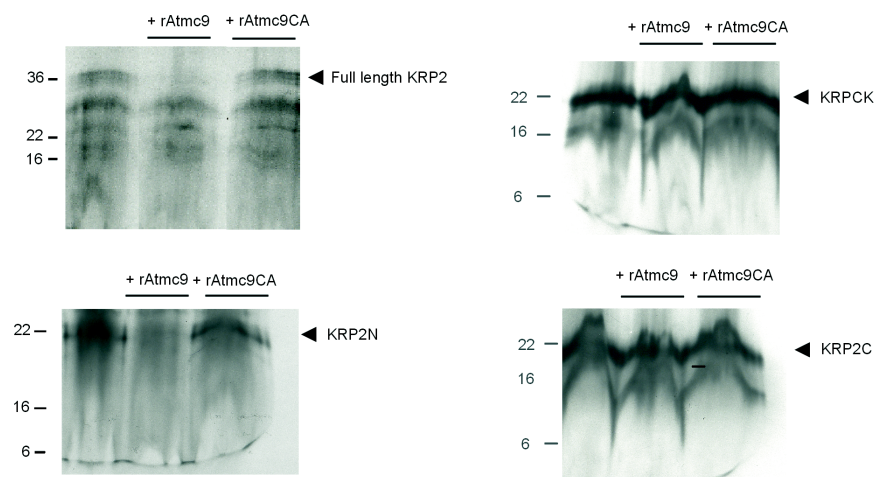 + rAtmc9 + rAtmc9CA
36
Full length KRP2
22
16
+ rAtmc9 + rAtmc9CA
22
KRPCK
16
6
+ rAtmc9 + rAtmc9CA
22
KRP2N
16
6
+ rAtmc9 + rAtmc9CA
22
KRP2C
16
6